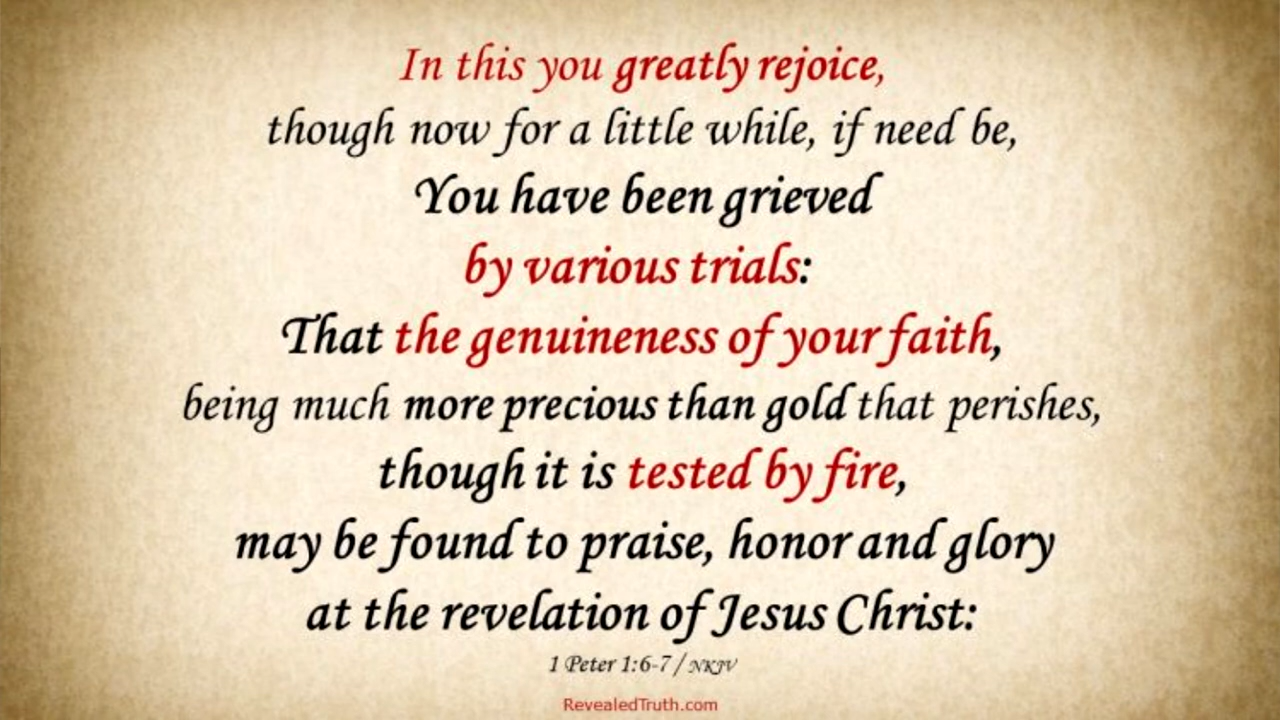 In this you greatly rejoice,
though now for a little while, if need be,
You have been grieved
by various trials:
That the genuineness of your faith,
being much more precious than gold that perishes,
though it is tested by fire,
may be found to praise, honor and glory
at the revelation of Jesus Christ:
1 Peter 1:6-7 / NKJV
RevealedTruth.com